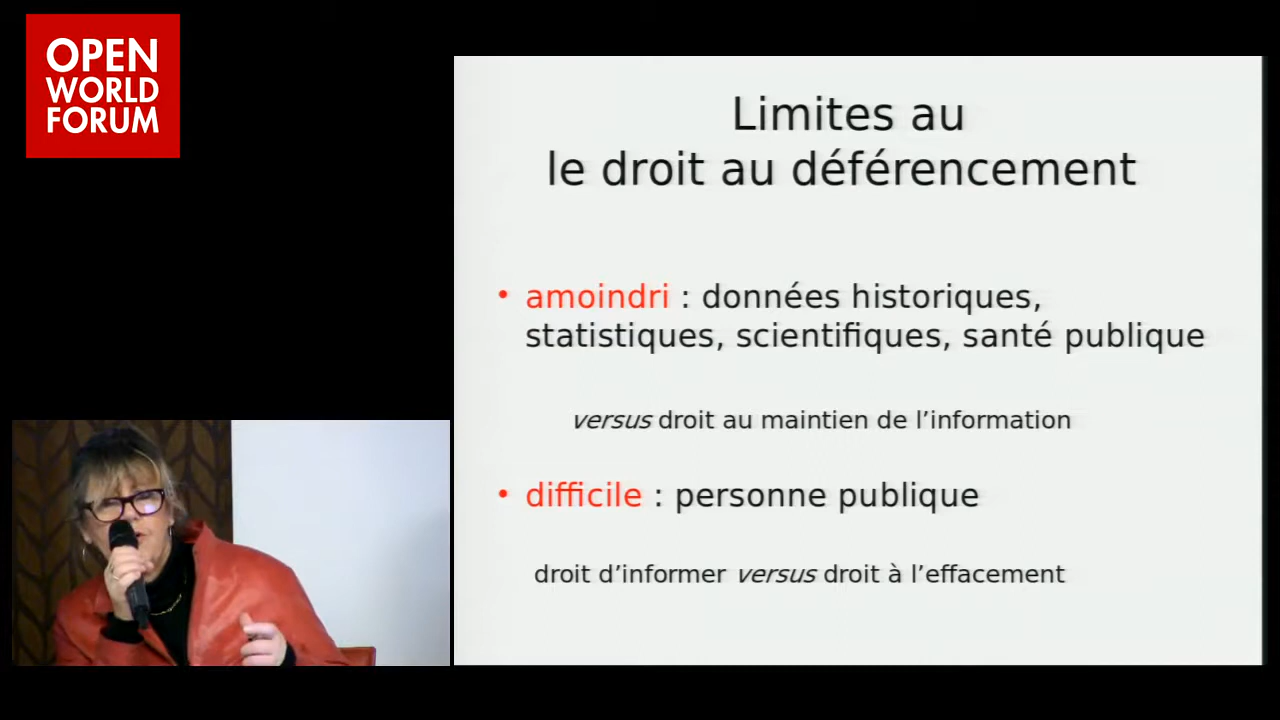 OPEN
WORLD
FORUM
Limites au
le droit au déférencement
• amoindri : données historiques,
statistiques, scientifiques, santé publique
versus droit au maintien de l’information
• difficile : personne publique
droit d’informer versus droit à l’effacement